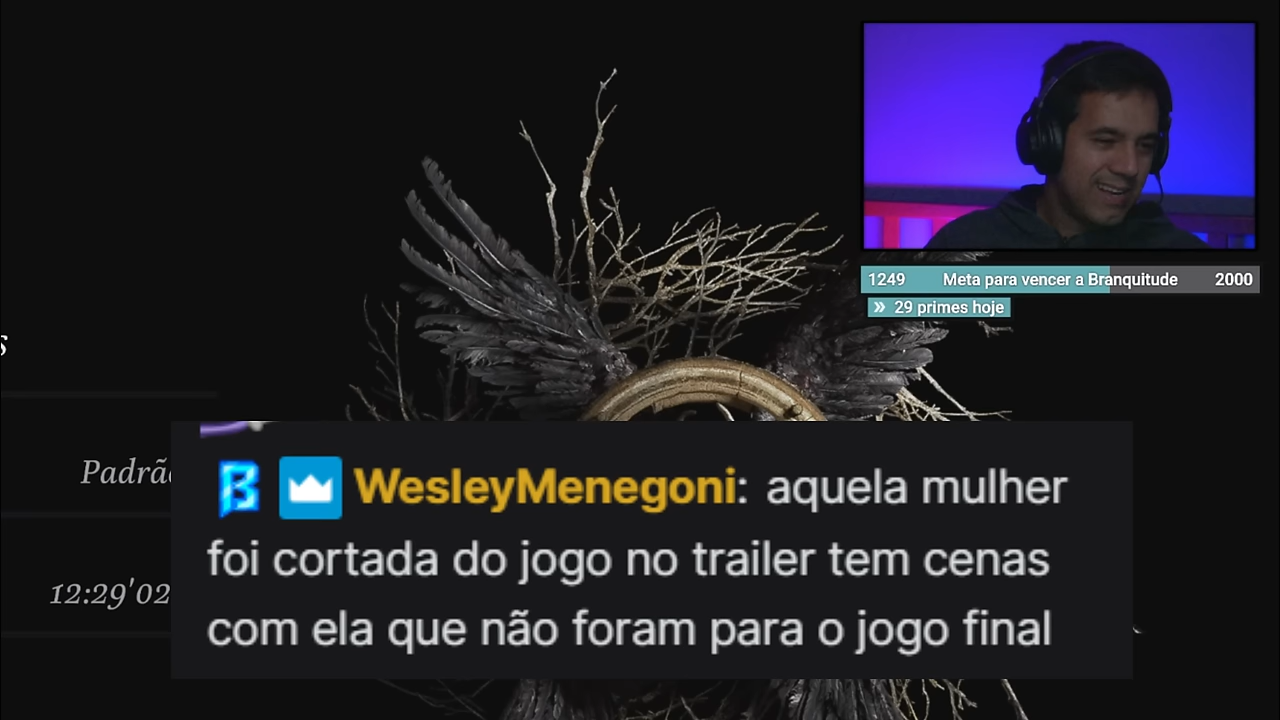 1249 Meta para vencer a Branquitude 2000
29 primes hoje
s
Padrão
12:29'02
WesleyMenegoni: aquela mulher
foi cortada do jogo no trailer tem cenas
com ela que não foram para o jogo final